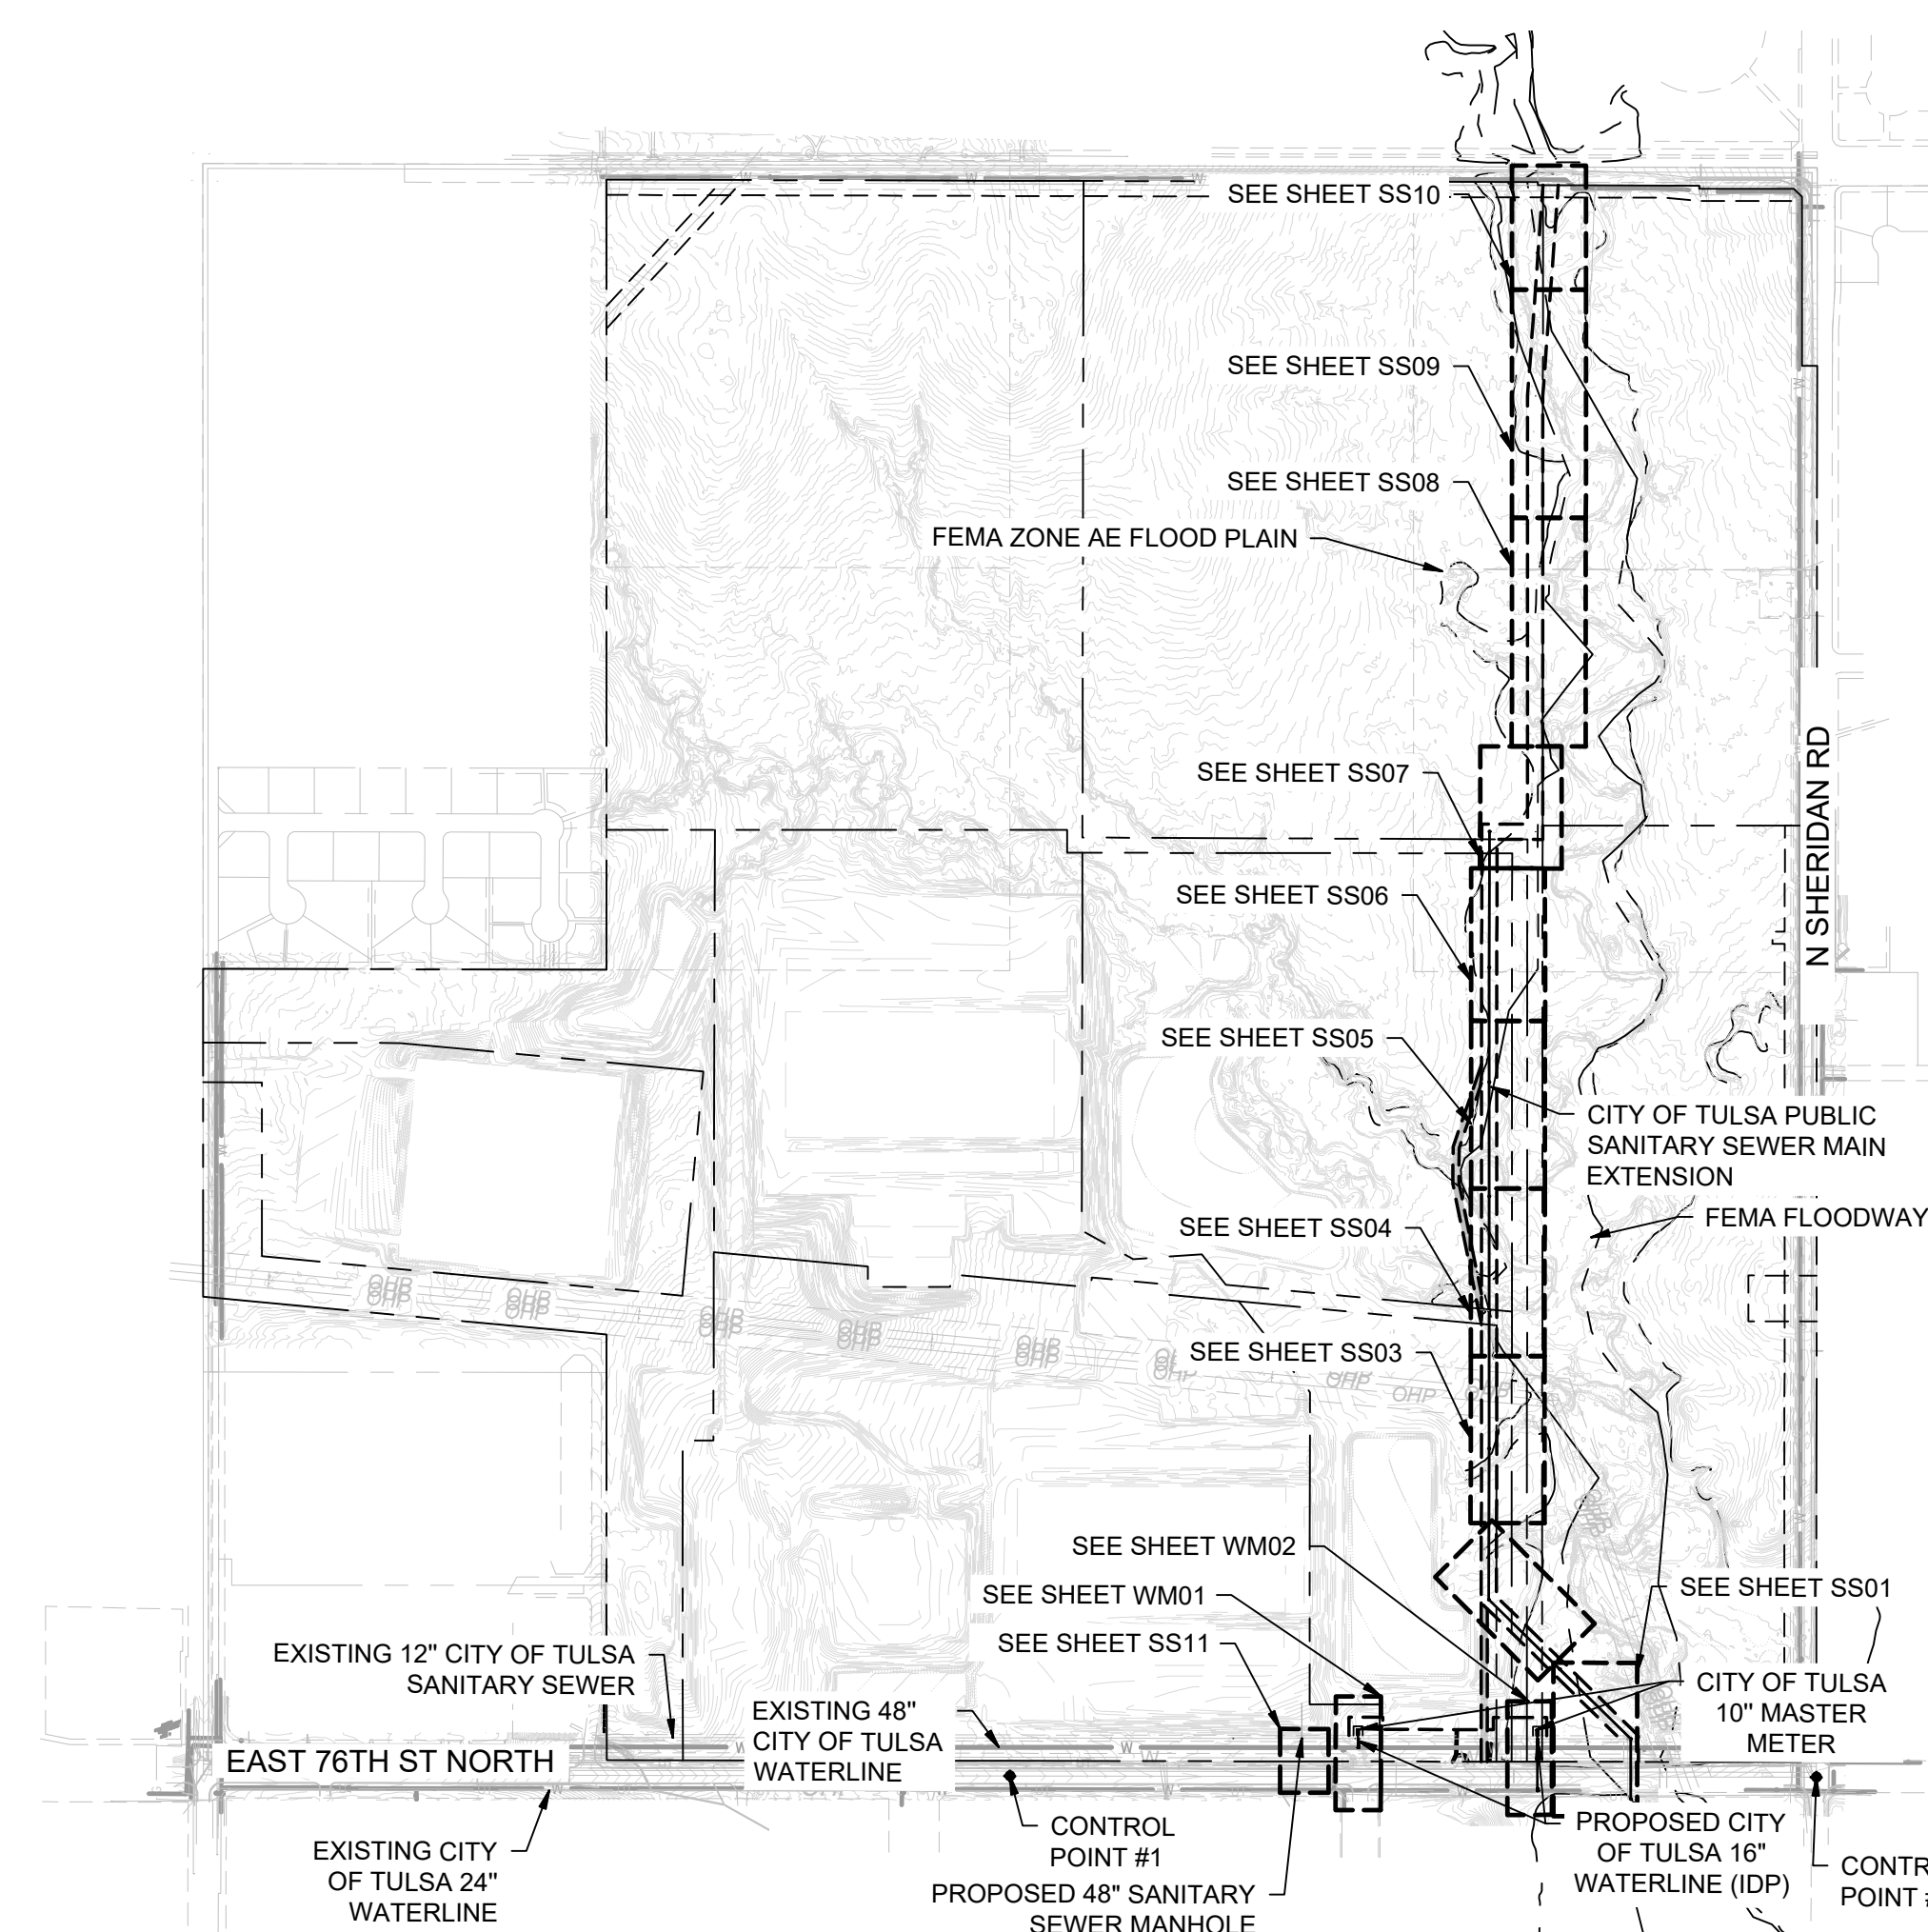 SEE SHEET SS10
SEE SHEET SS09
SEE SHEET SS08
FEMA ZONE AE FLOOD PLAIN
SEE SHEET SS07
N SHERIDAN RD
SEE SHEET SS06
SEE SHEET SS05
CITY OF TULSA PUBLIC
SANITARY SEWER MAIN
EXTENSION
FEMA FLOODWAY
SEE SHEET SS04
SEE SHEET SS03
OHP
OHP
SEE SHEET WM02
SEE SHEET WM01
SEE SHEET SS11
SEE SHEET SS01
EXISTING 12" CITY OF TULSA
SANITARY SEWER
EXISTING 48"
CITY OF TULSA
WATERLINE
CITY OF TULSA
10" MASTER
METER
EAST 76TH ST NORTH
CONTROL
POINT #1
PROPOSED CITY
OF TULSA 16"
WATERLINE (IDP)
EXISTING CITY
OF TULSA 24"
WATERLINE
PROPOSED 48" SANITARY
SEWER MANHOLE
POINT